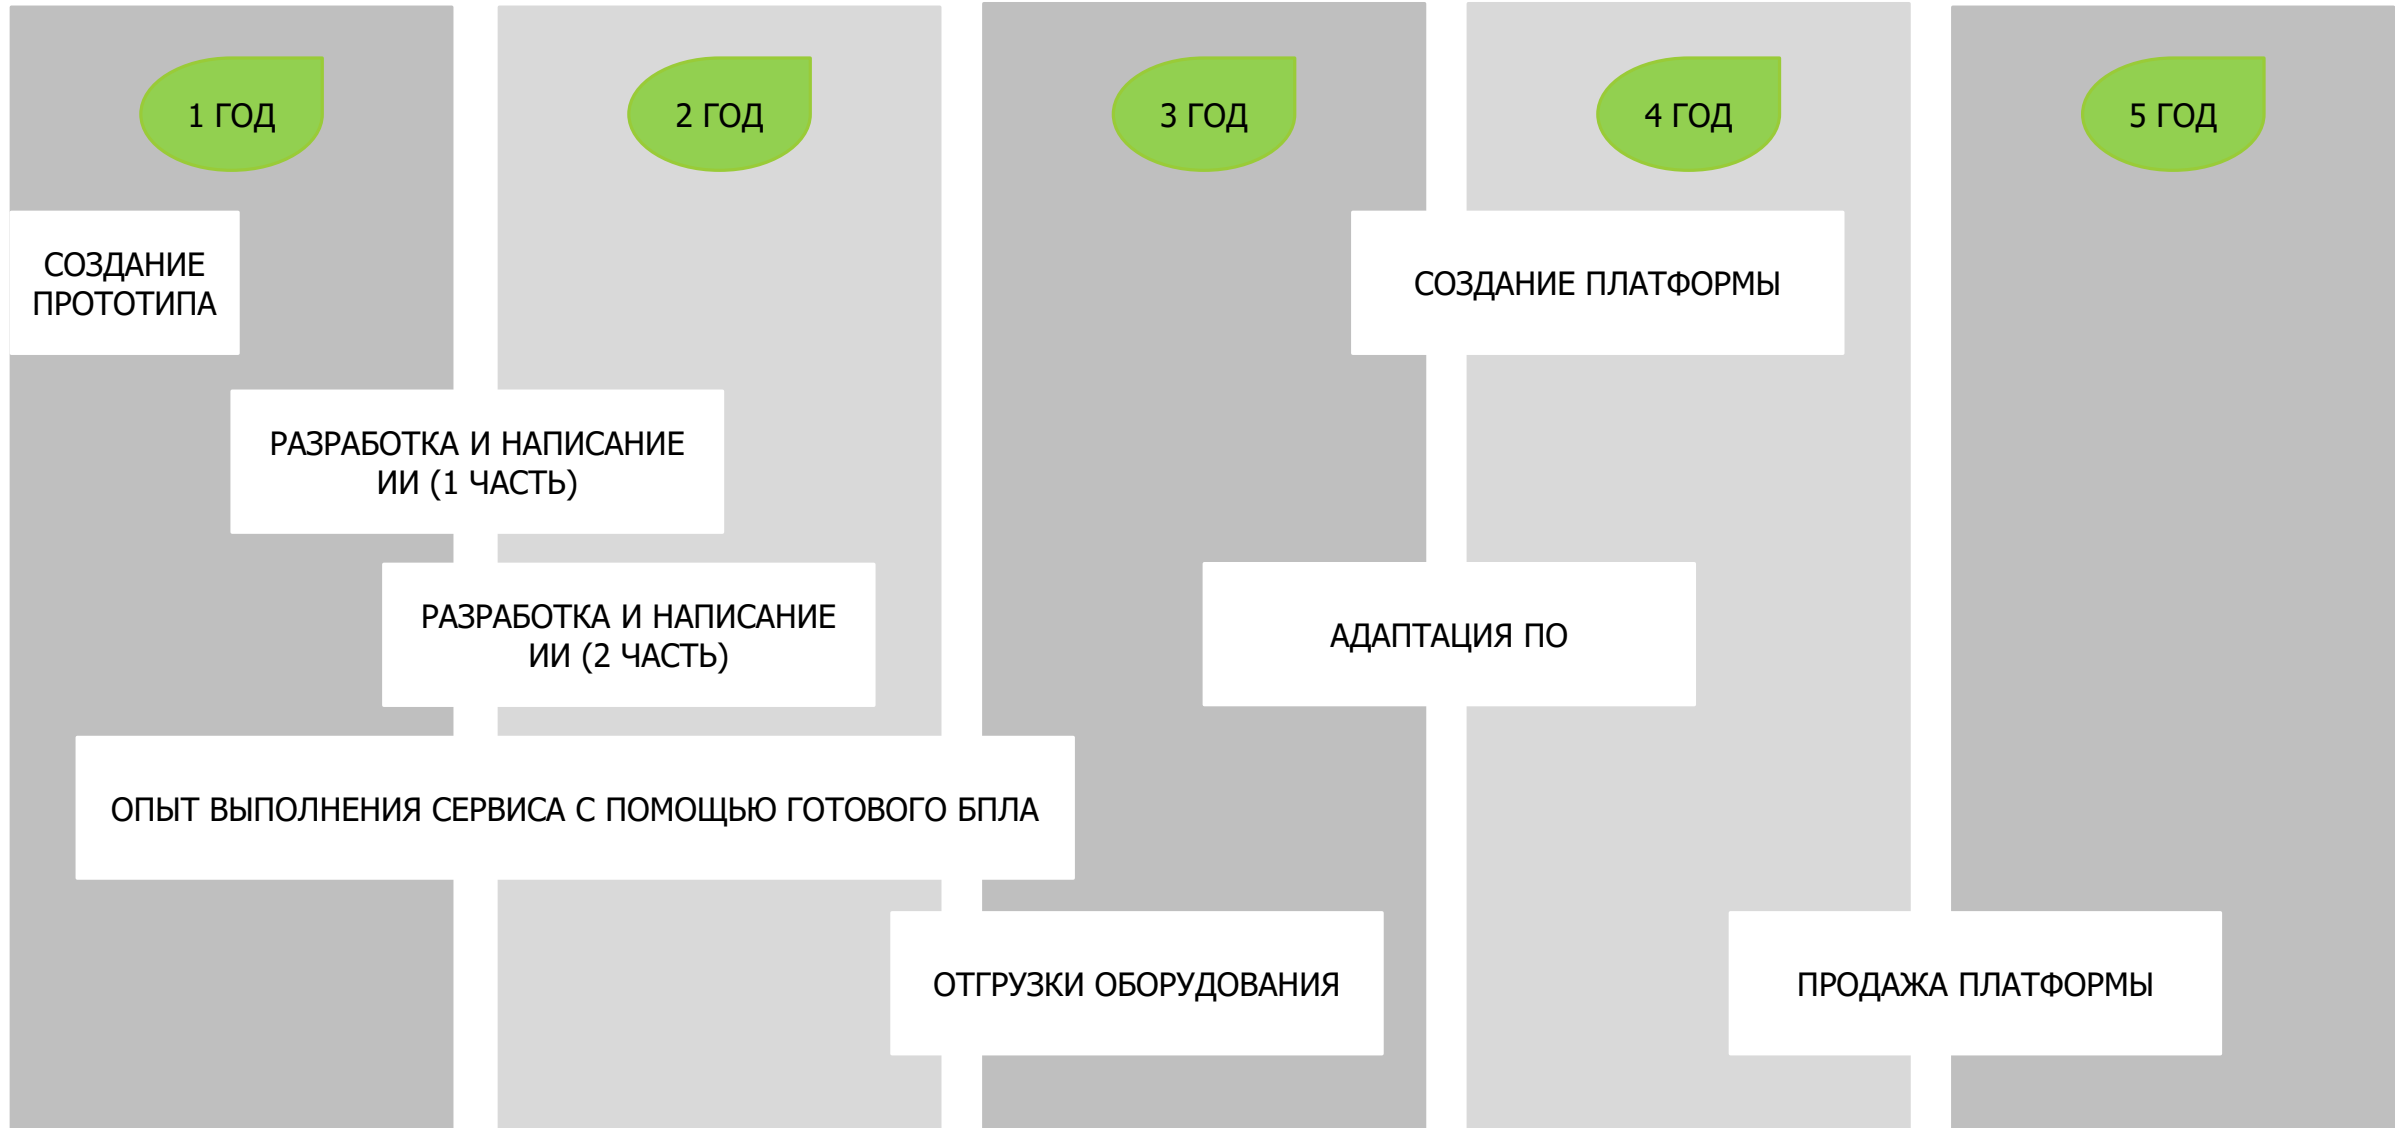 1 ГОД
2 ГОД
3 ГОД
4 ГОД
5 ГОД
СОЗДАНИЕ
ПРОТОТИПА
СОЗДАНИЕ ПЛАТФОРМЫ
РАЗРАБОТКА И НАПИСАНИЕ
ИИ (1 ЧАСТЬ)
РАЗРАБОТКА И НАПИСАНИЕ
ИИ (2 ЧАСТЬ)
АДАПТАЦИЯ ПО
ОПЫТ ВЫПОЛНЕНИЯ СЕРВИСА С ПОМОЩЬЮ ГОТОВОГО БПЛА
ОТГРУЗКИ ОБОРУДОВАНИЯ
ПРОДАЖА ПЛАТФОРМЫ